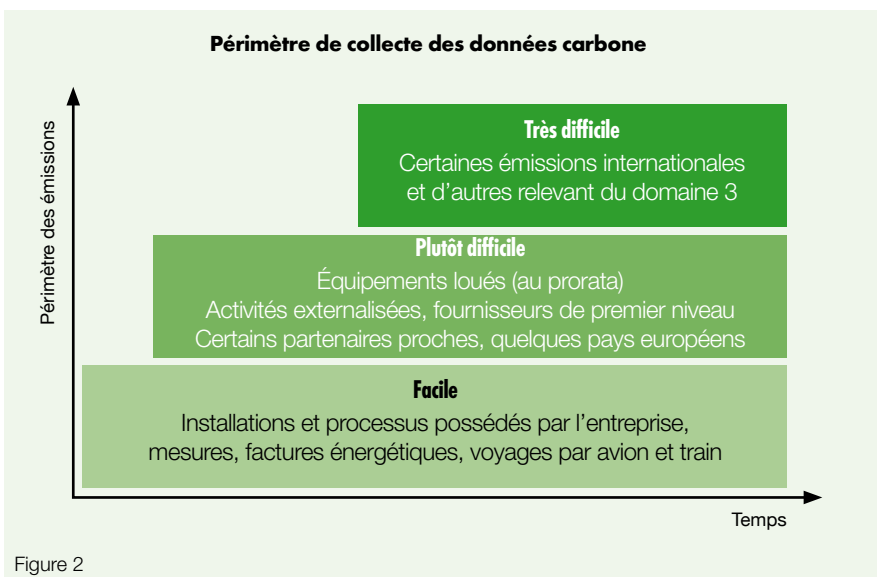 Périmètre de collecte des données carbone
Périmètre des émissions
Très difficile
Certaines émissions internationales
et d'autres relevant du domaine 3
Plutôt difficile
Équipements loués (au prorata)
Activités externalisées, fournisseurs de premier niveau
Certains partenaires proches, quelques pays européens
Facile
Installations et processus possédés par l'entreprise,
mesures, factures énergétiques, voyages par avion et train
Temps
Figure 2